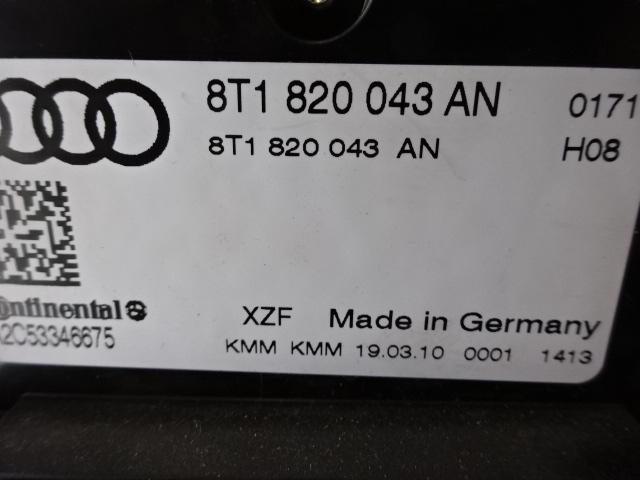 8T1 820 043 AN 0171
8T1 820 043 AN H08
Continental
2C53346675
XZF Made in Germany
KMM KMM 19.03.10 0001 1413